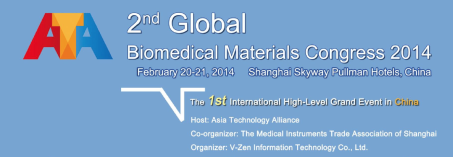 ATA
2nd Global
Biomedical Materials Congress 2014
February 20-21, 2014 Shanghai Skyway Pullman Hotels, China
The 1st International High-Level Grand Event in China
Host: Asia Technology Alliance
Co-organizer: The Medical Instruments Trade Association of Shanghai
Organizer: V-Zen Information Technology Co., Ltd.